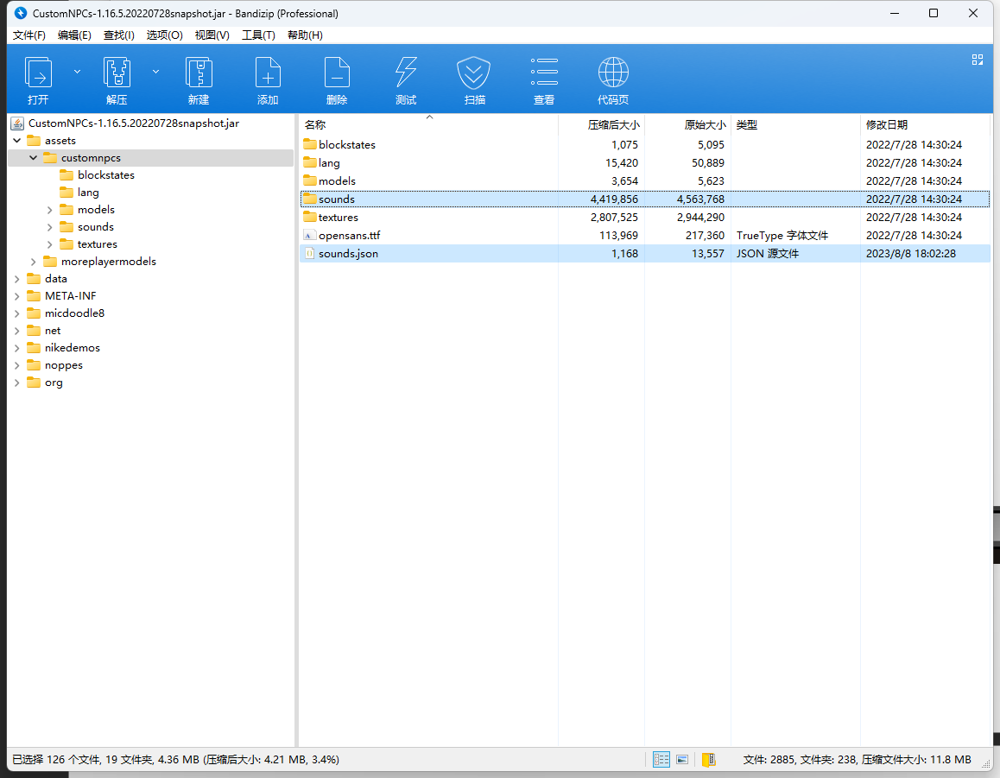 CustomNPCs-1.16.5.20220728snapshot.jar - Bandizip (Professional)
文件(F) 编辑(E) 查找(I) 选项(O) 视图(V) 工具(T) 帮助(H)
打开 解压 新建 添加 删除 测试 扫描 查看 代码页
CustomNPCs-1.16.5.20220728snapshot.jar
assets
customnpcs
blockstates
lang
models
sounds
textures
moreplayermodels
data
META-INF
micdoodle8
net
nikedemos
noppes
org
名称 压缩后大小 原始大小 类型 修改日期
blockstates 1,075 5,095 2022/7/28 14:30:24
lang 15,420 50,889 2022/7/28 14:30:24
models 3,654 5,623 2022/7/28 14:30:24
sounds 4,419,856 4,563,768 2022/7/28 14:30:24
textures 2,807,525 2,944,290 2022/7/28 14:30:24
opensans.ttf 113,969 217,360 TrueType 字体文件 2022/7/28 14:30:24
sounds.json 1,168 13,557 JSON 源文件 2023/8/8 18:02:28
已选择 126 个文件, 19 文件夹, 4.36 MB (压缩后大小: 4.21 MB, 3.4%) 文件: 2885, 文件夹: 238, 压缩文件大小: 11.8 MB